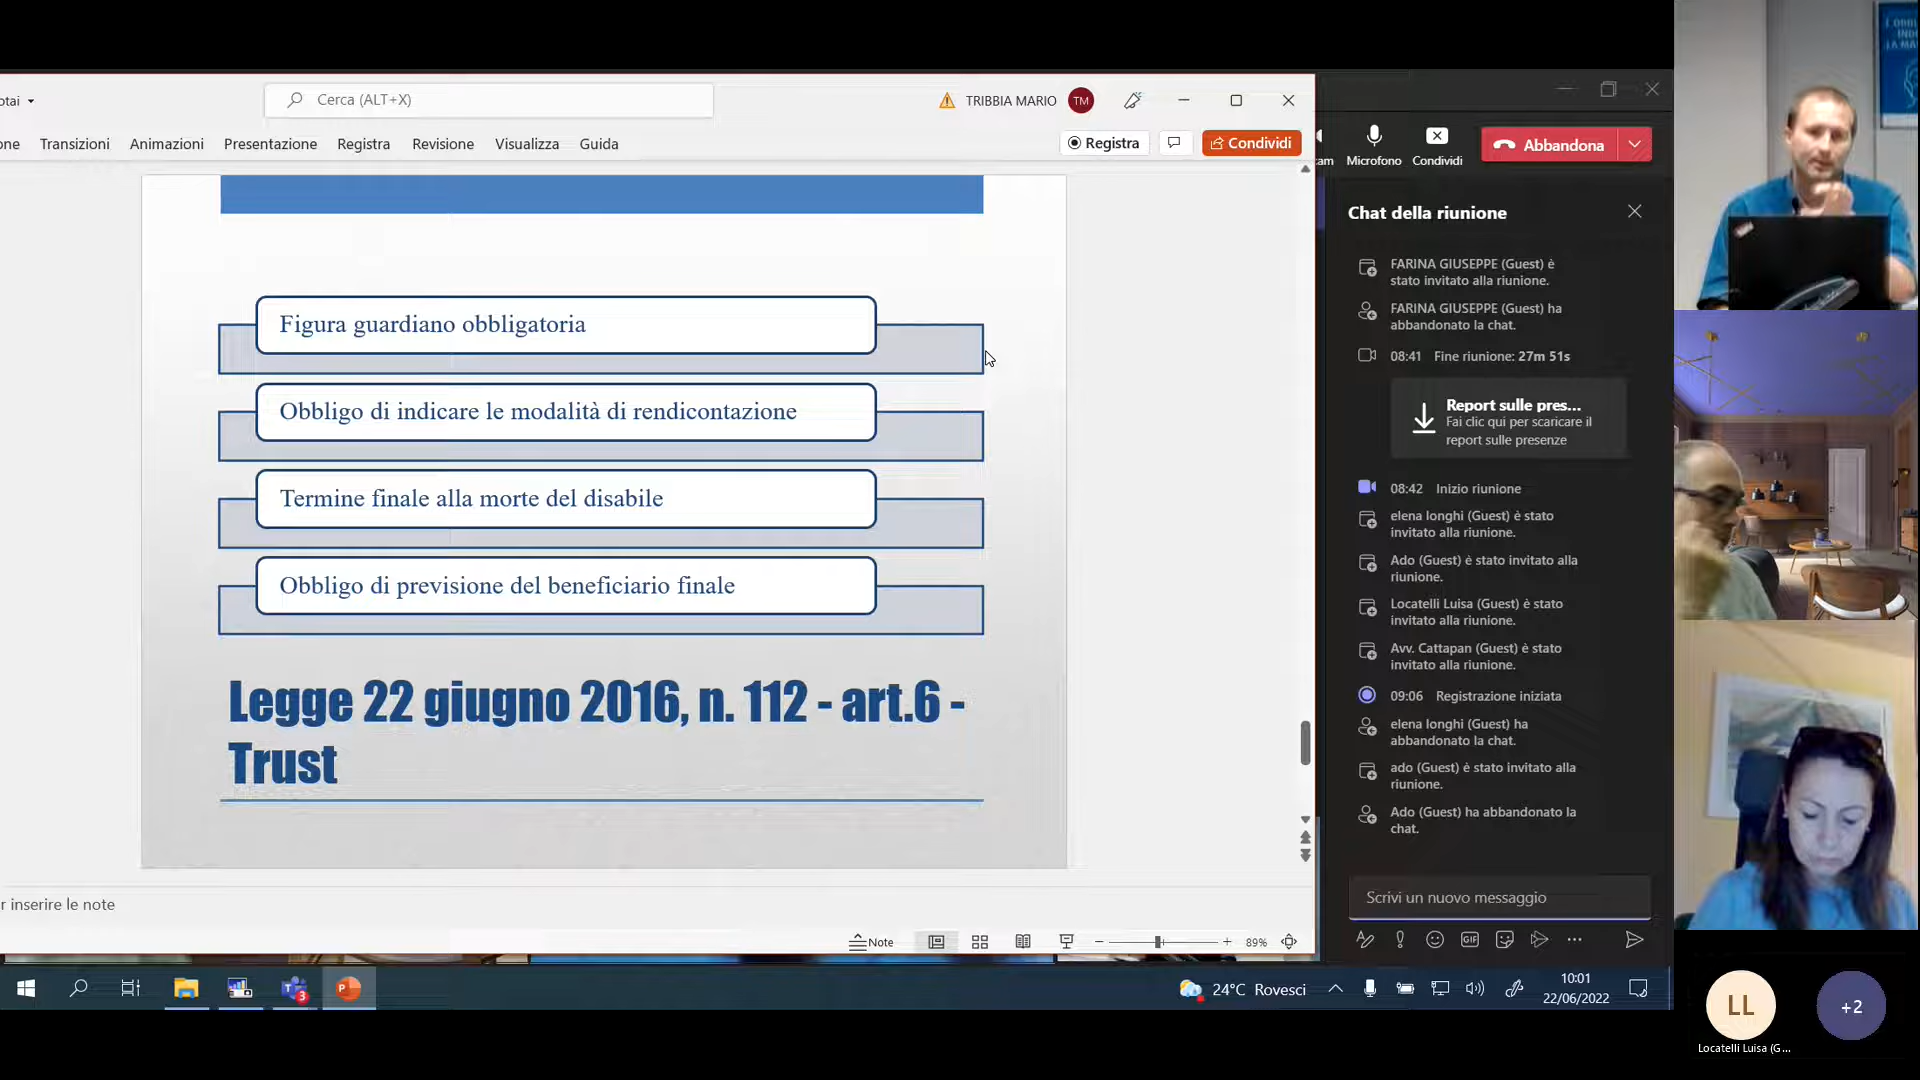 otai
Cerca (ALT+X)
TRIBBIA MARIO
TM
one
Transizioni
Animazioni
Presentazione
Registra
Revisione
Visualizza
Guida
Registra
Condividi
Figura guardiano obbligatoria
Obbligo di indicare le modalità di rendicontazione
Termine finale alla morte del disabile
Obbligo di previsione del beneficiario finale
Legge 22 giugno 2016, n. 112 - art.6 -
Trust
r inserire le note
Note
89%
am
Microfono
Condividi
Abbandona
Chat della riunione
FARINA GIUSEPPE (Guest) è
stato invitato alla riunione.
FARINA GIUSEPPE (Guest) ha
abbandonato la chat.
08:41 Fine riunione: 27m 51s
Report sulle pres...
Fai clic qui per scaricare il
report sulle presenze
08:42 Inizio riunione
elena longhi (Guest) è stato
invitato alla riunione.
Ado (Guest) è stato invitato alla
riunione.
Locatelli Luisa (Guest) è stato
invitato alla riunione.
Avv. Cattapan (Guest) è stato
invitato alla riunione.
09:06 Registrazione iniziata
elena longhi (Guest) ha
abbandonato la chat.
ado (Guest) è stato invitato alla
riunione.
Ado (Guest) ha abbandonato la
chat.
Scrivi un nuovo messaggio
GIF
3
P
24°C Rovesci
10:01
22/06/2022
LL
+2
Locatelli Luisa (G...